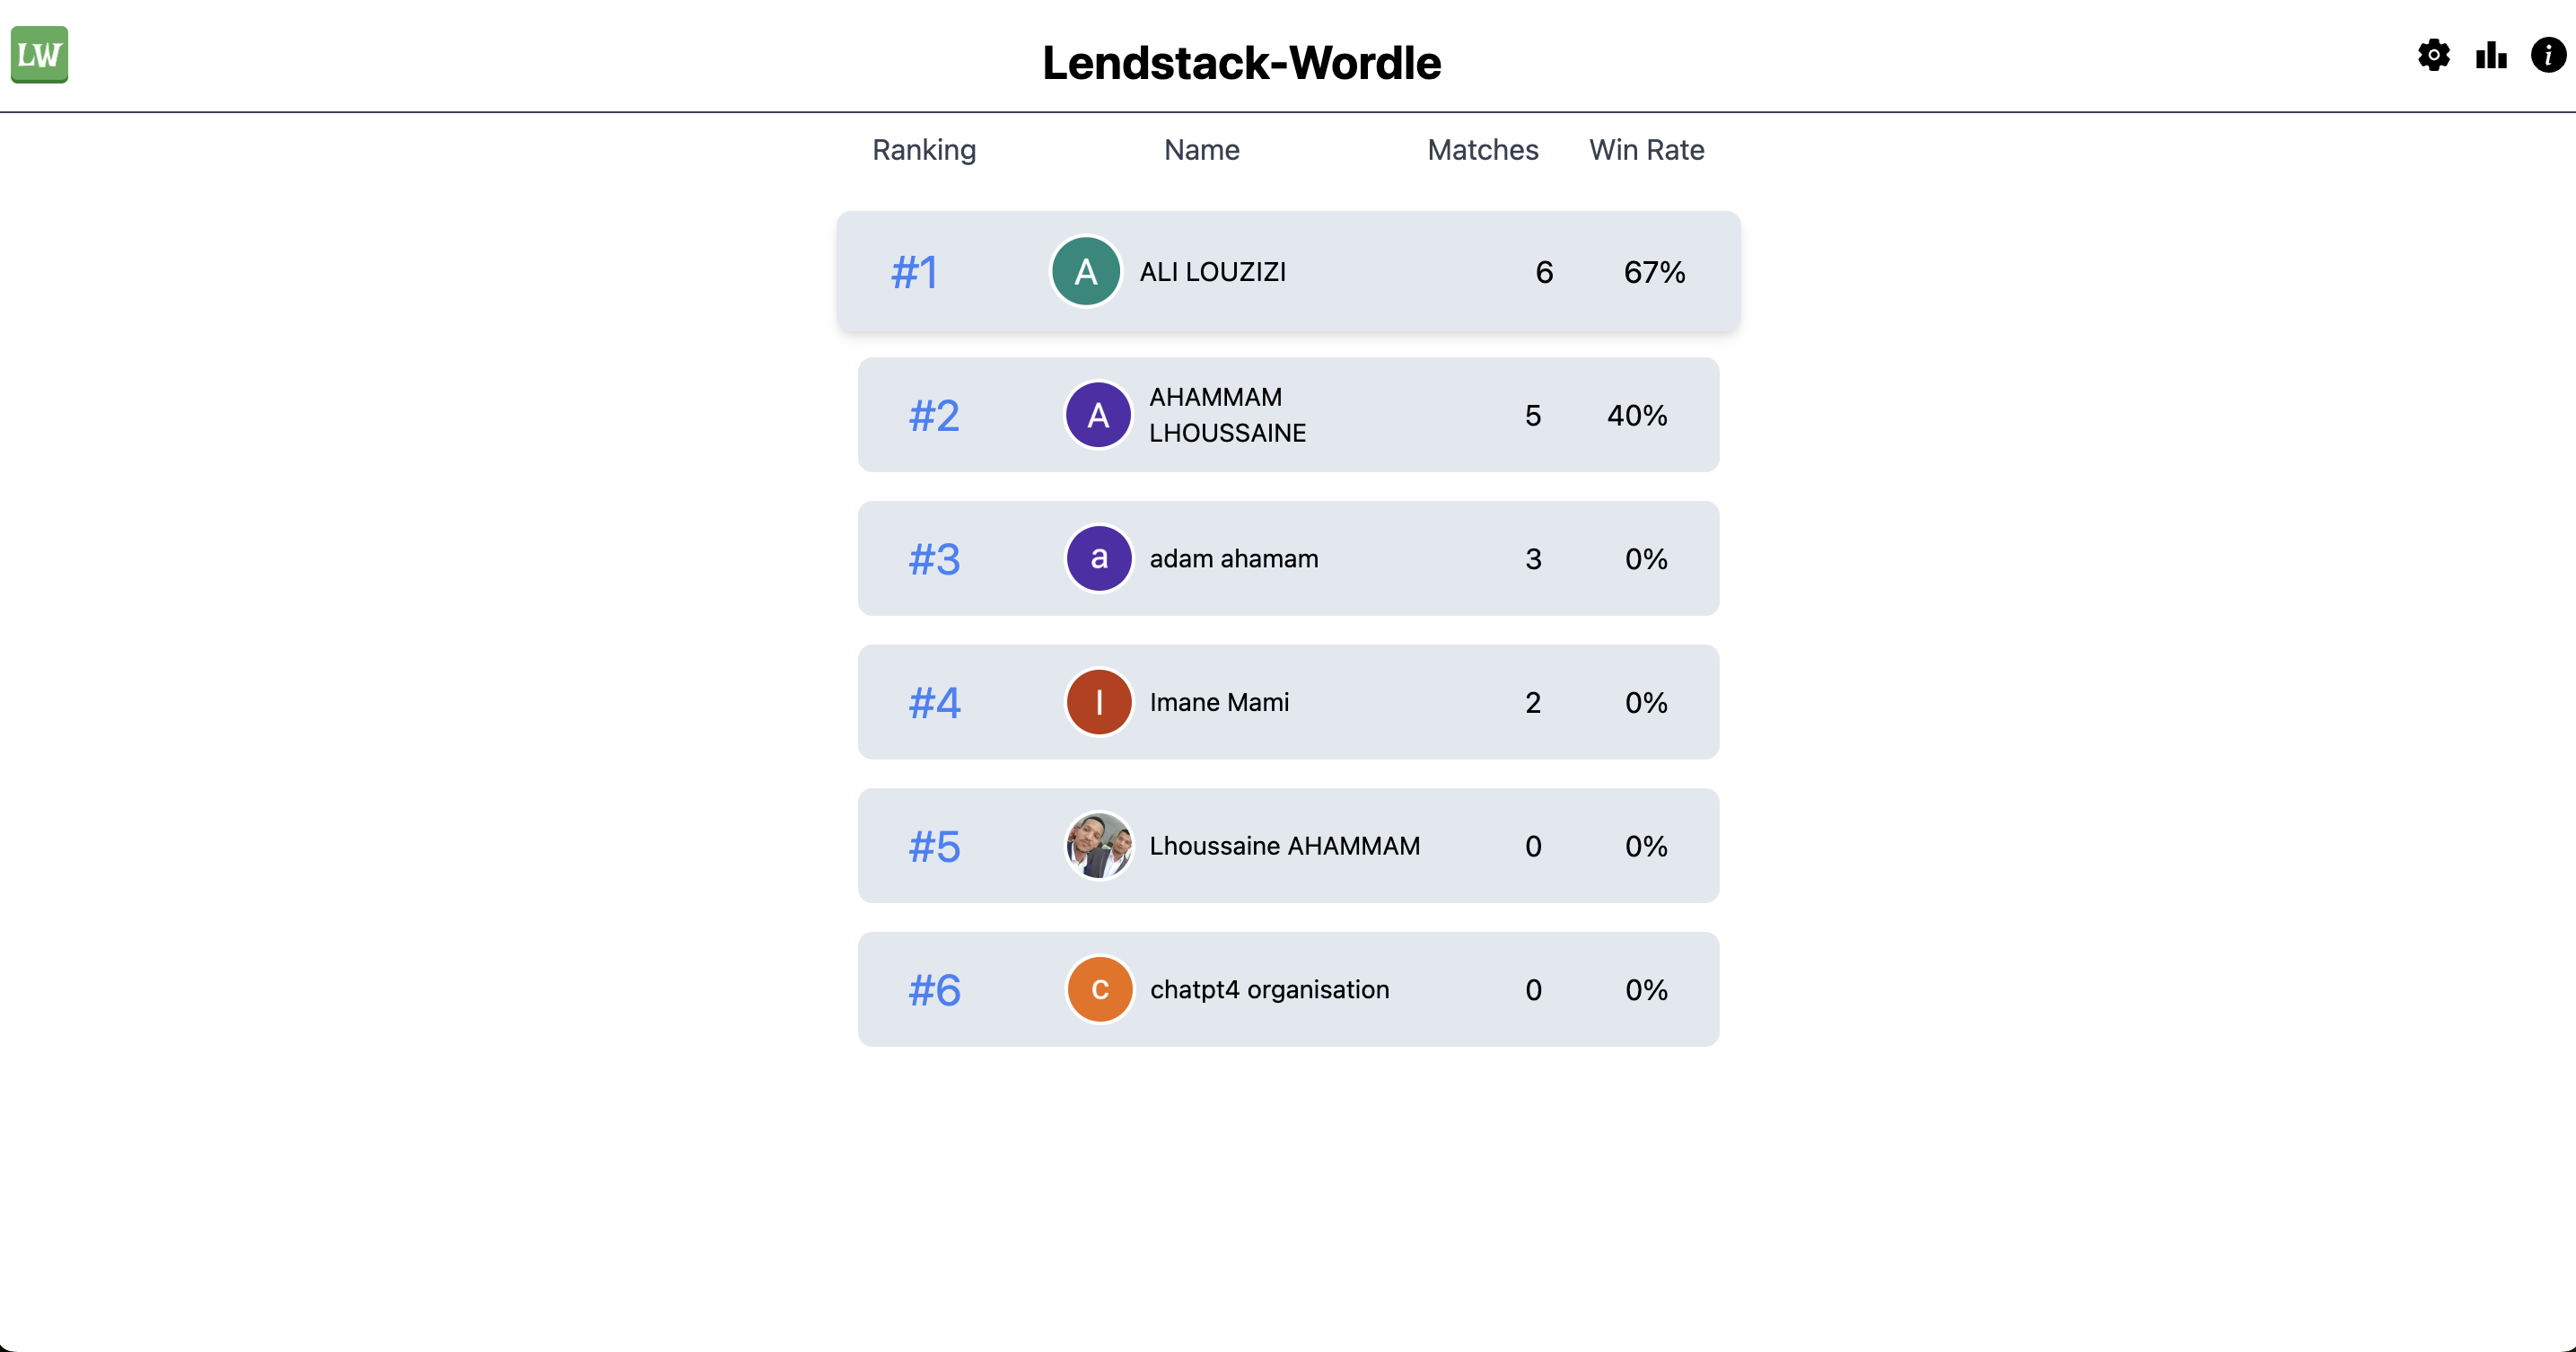 LW
Lendstack-Wordle
i
Ranking Name Matches Win Rate
#1 A ALI LOUZIZI 6 67%
#2 A AHAMMAM
LHOUSSAINE 5 40%
#3 a adam ahamam 3 0%
#4 I Imane Mami 2 0%
#5 Lhoussaine AHAMMAM 0 0%
#6 c chatpt4 organisation 0 0%